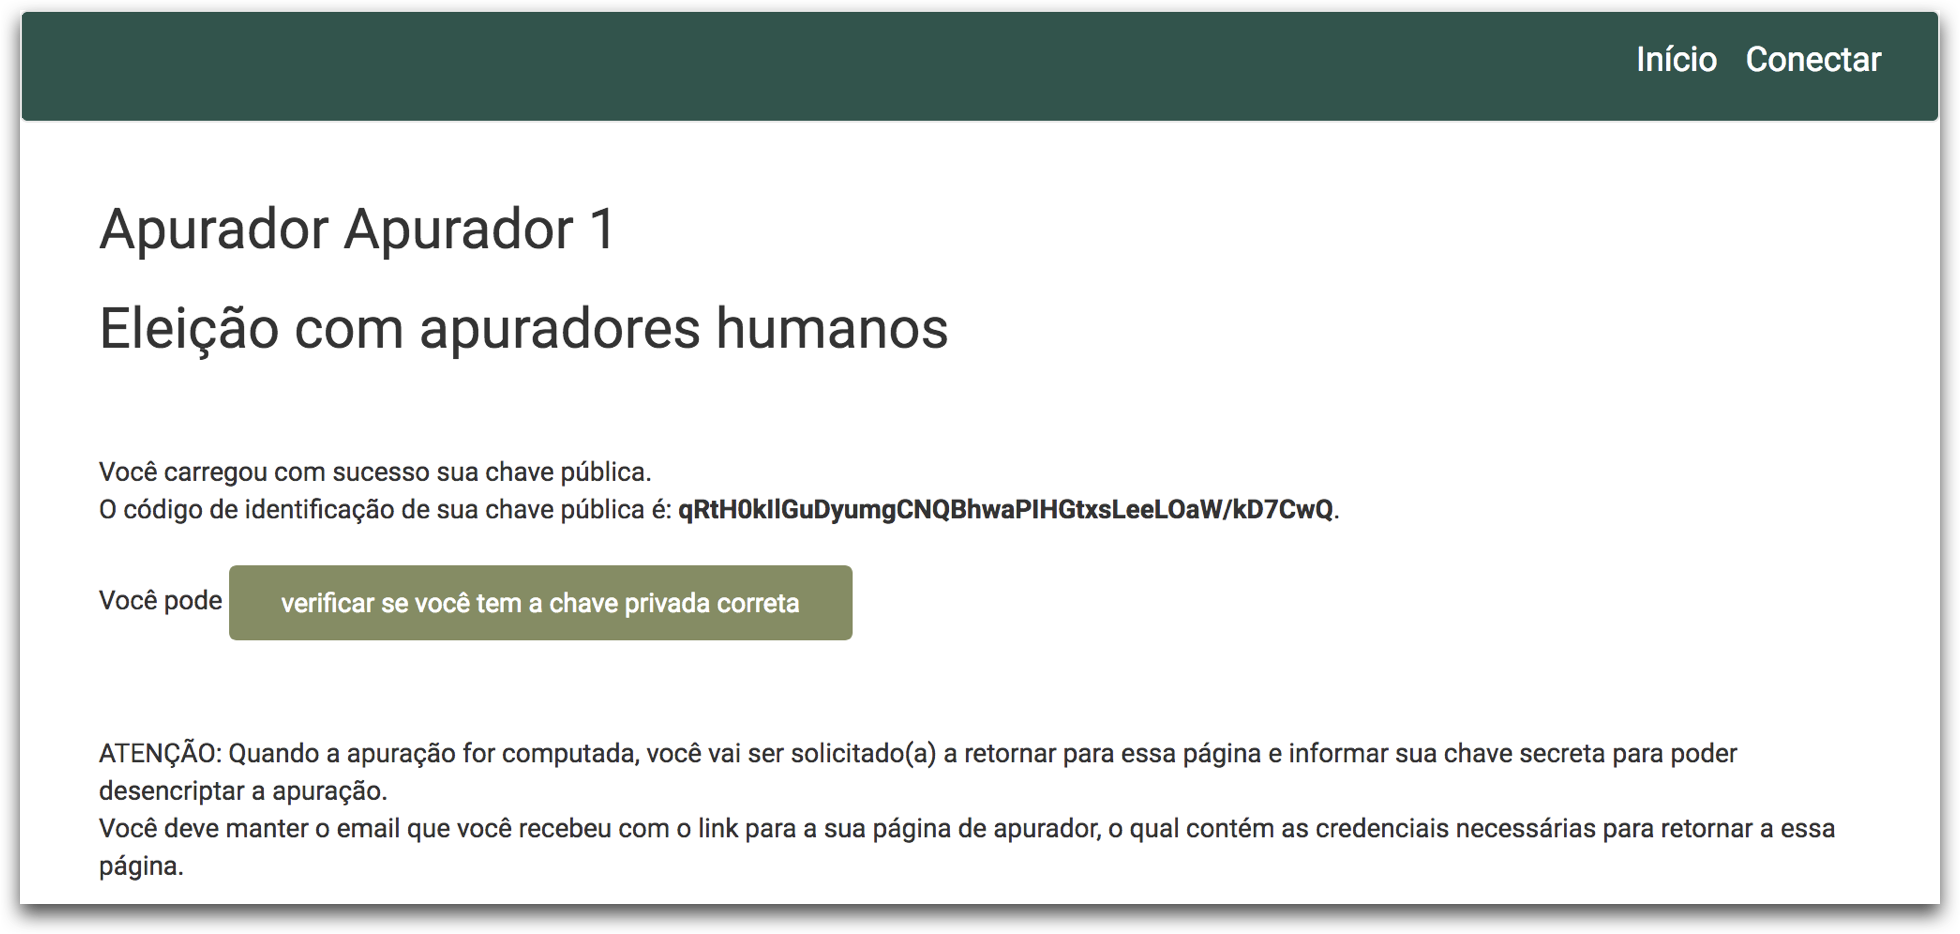 Início Conectar
Apurador Apurador 1
Eleição com apuradores humanos
Você carregou com sucesso sua chave pública.
O código de identificação de sua chave pública é: qRtH0kIlGuDyumgCNQBhwaPIHGtxsLeeLOaW/kD7CwQ.
Você pode verificar se você tem a chave privada correta
ATENÇÃO: Quando a apuração for computada, você vai ser solicitado(a) a retornar para essa página e informar sua chave secreta para poder
desencriptar a apuração.
Você deve manter o email que você recebeu com o link para a sua página de apurador, o qual contém as credenciais necessárias para retornar a essa
página.